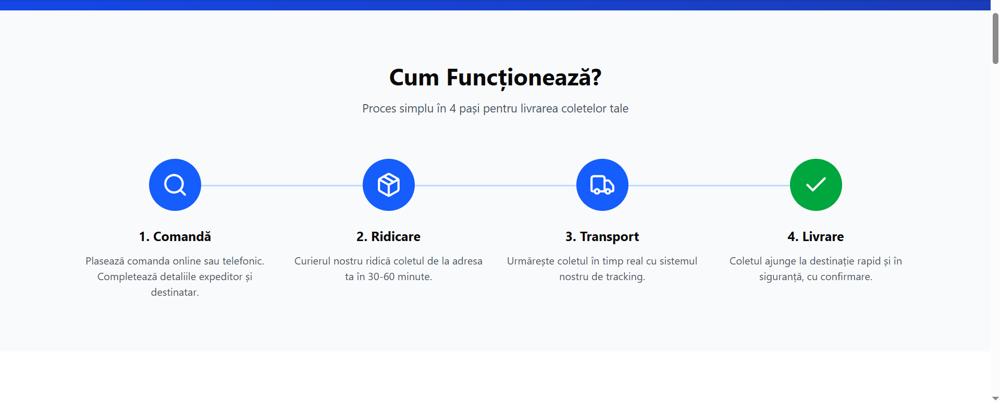 Cum Funcționează?
Proces simplu în 4 pași pentru livrarea coletelor tale
1. Comandă
Plasează comanda online sau telefonic.
Completează detaliile expeditor și
destinatar.
2. Ridicare
Curierul nostru ridică coletul de la adresa
ta în 30-60 minute.
3. Transport
Urmărește coletul în timp real cu sistemul
nostru de tracking.
4. Livrare
Coletul ajunge la destinație rapid și în
siguranță, cu confirmare.